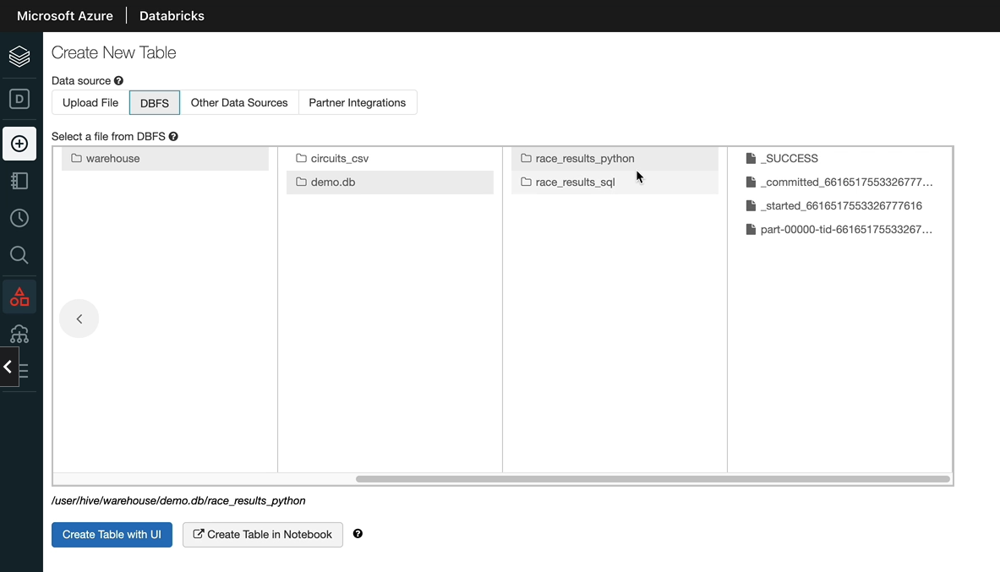 Microsoft Azure | Databricks
Create New Table
Data source
Upload File DBFS Other Data Sources Partner Integrations
Select a file from DBFS
warehouse
circuits_csv
demo.db
race_results_python
race_results_sql
_SUCCESS
_committed_6616517553326777...
_started_6616517553326777616
part-00000-tid-66165175533267...
/user/hive/warehouse/demo.db/race_results_python
Create Table with UI Create Table in Notebook